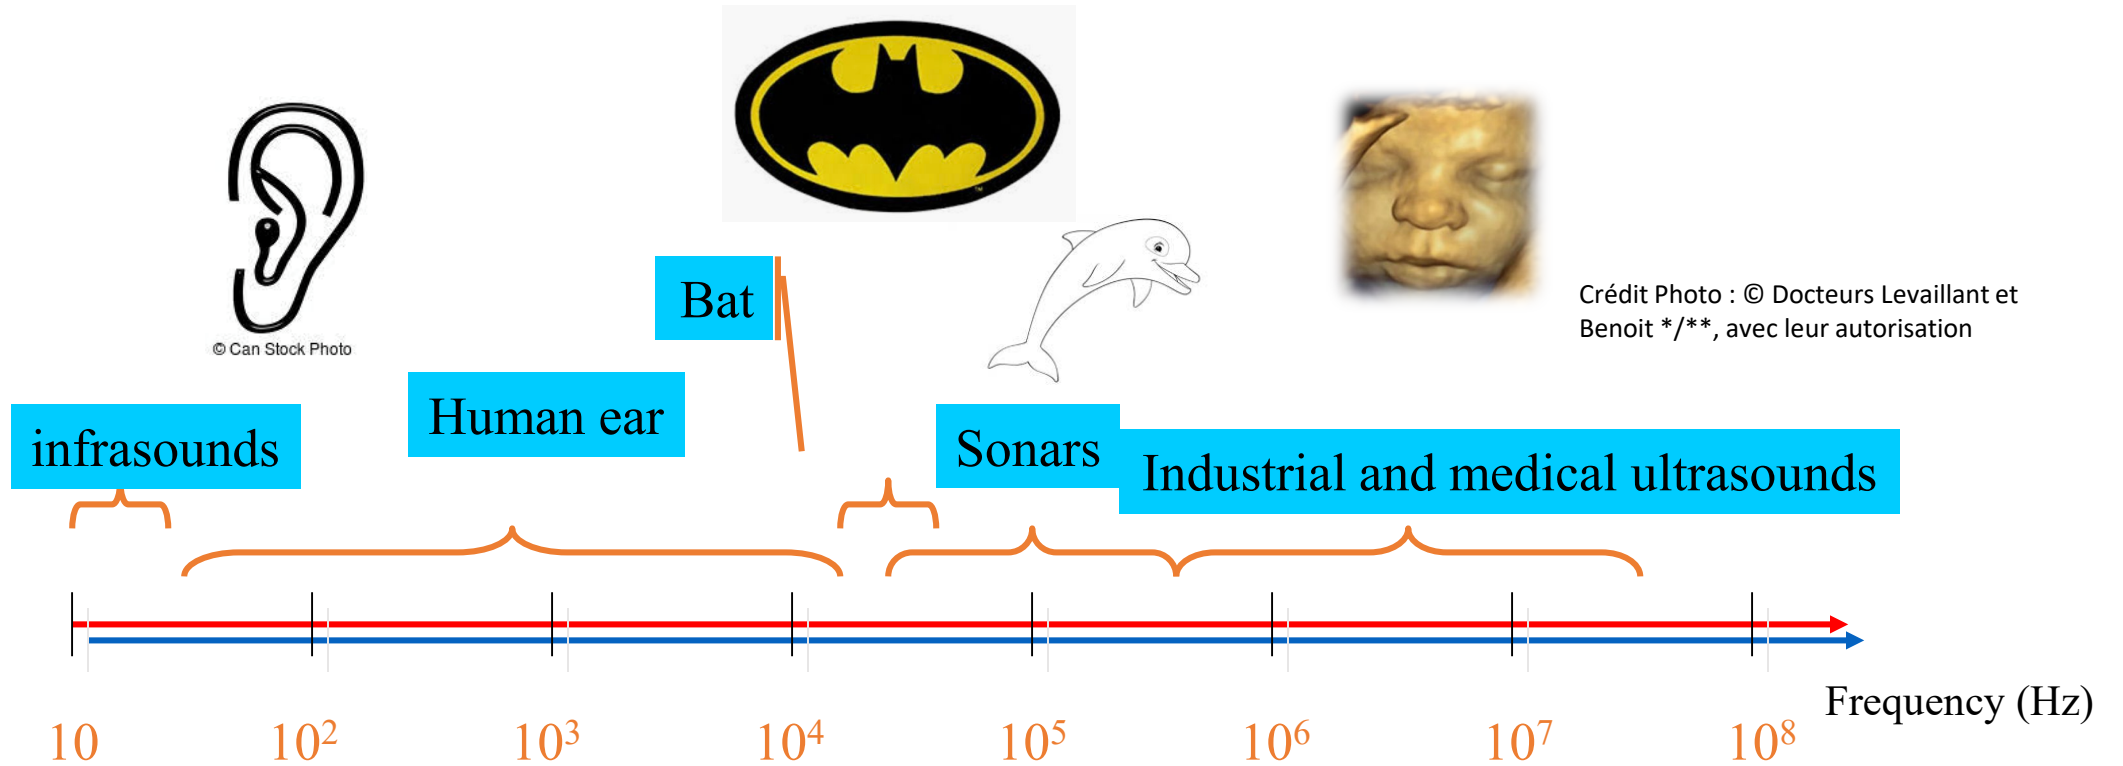 © Can Stock Photo
™
Bat
Crédit Photo : © Docteurs Levaillant et
Benoit */**, avec leur autorisation
infrasounds
Human ear
Sonars
Industrial and medical ultrasounds
Frequency (Hz)
10 10² 10³ 10⁴ 10⁵ 10⁶ 10⁷ 10⁸